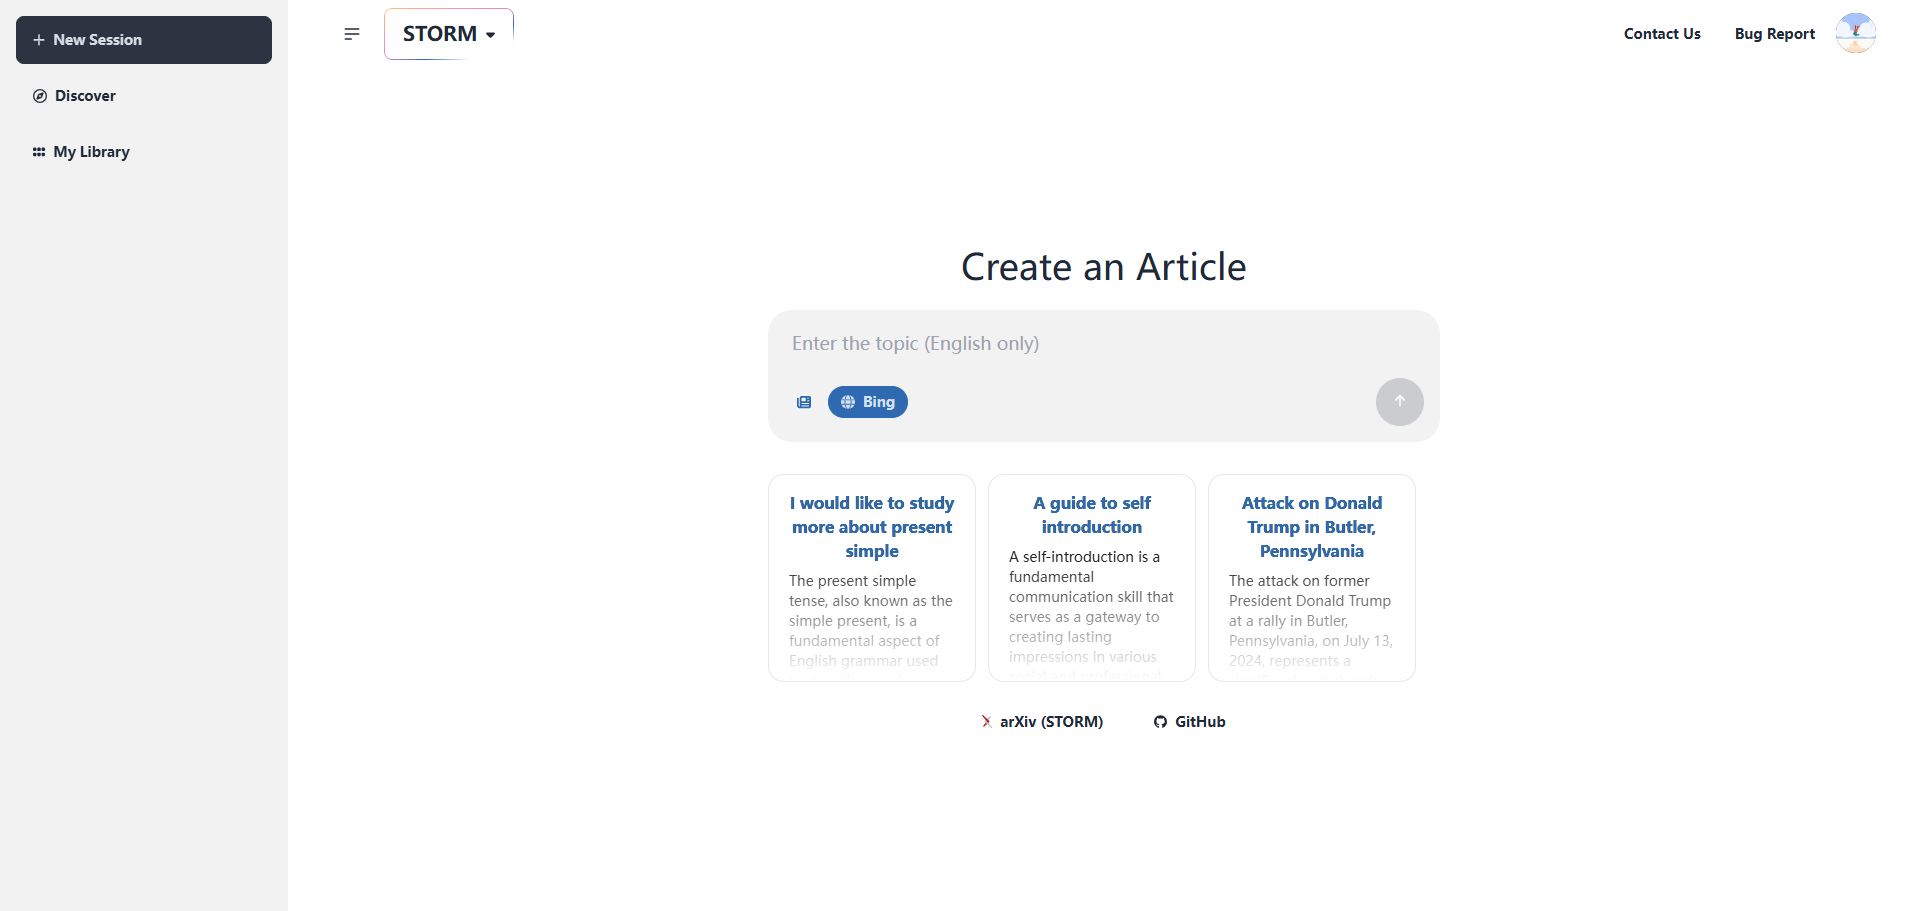 New Session
Discover
My Library
STORM
Contact Us
Bug Report
Create an Article
Enter the topic (English only)
Bing
I would like to study
more about present
simple
The present simple
tense, also known as the
simple present, is a
fundamental aspect of
English grammar used
A guide to self
introduction
A self-introduction is a
fundamental
communication skill that
serves as a gateway to
creating lasting
impressions in various
social and professional
Attack on Donald
Trump in Butler,
Pennsylvania
The attack on former
President Donald Trump
at a rally in Butler,
Pennsylvania, on July 13,
2024, represents a
arXiv (STORM)
GitHub